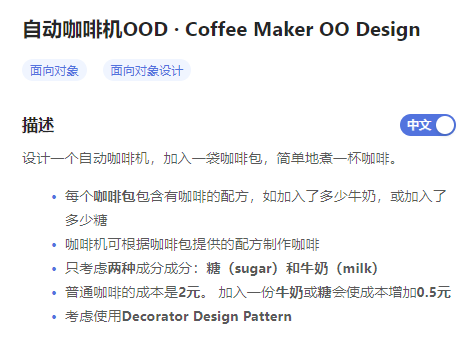 自动咖啡机OOD · Coffee Maker OO Design
面向对象 面向对象设计
描述 中文
设计一个自动咖啡机，加入一袋咖啡包，简单地煮一杯咖啡。
• 每个咖啡包包含有咖啡的配方，如加入了多少牛奶，或加入了
多少糖
• 咖啡机可根据咖啡包提供的配方制作咖啡
• 只考虑两种成分成分：糖（sugar）和牛奶（milk）
• 普通咖啡的成本是2元。 加入一份牛奶或糖会使成本增加0.5元
• 考虑使用Decorator Design Pattern